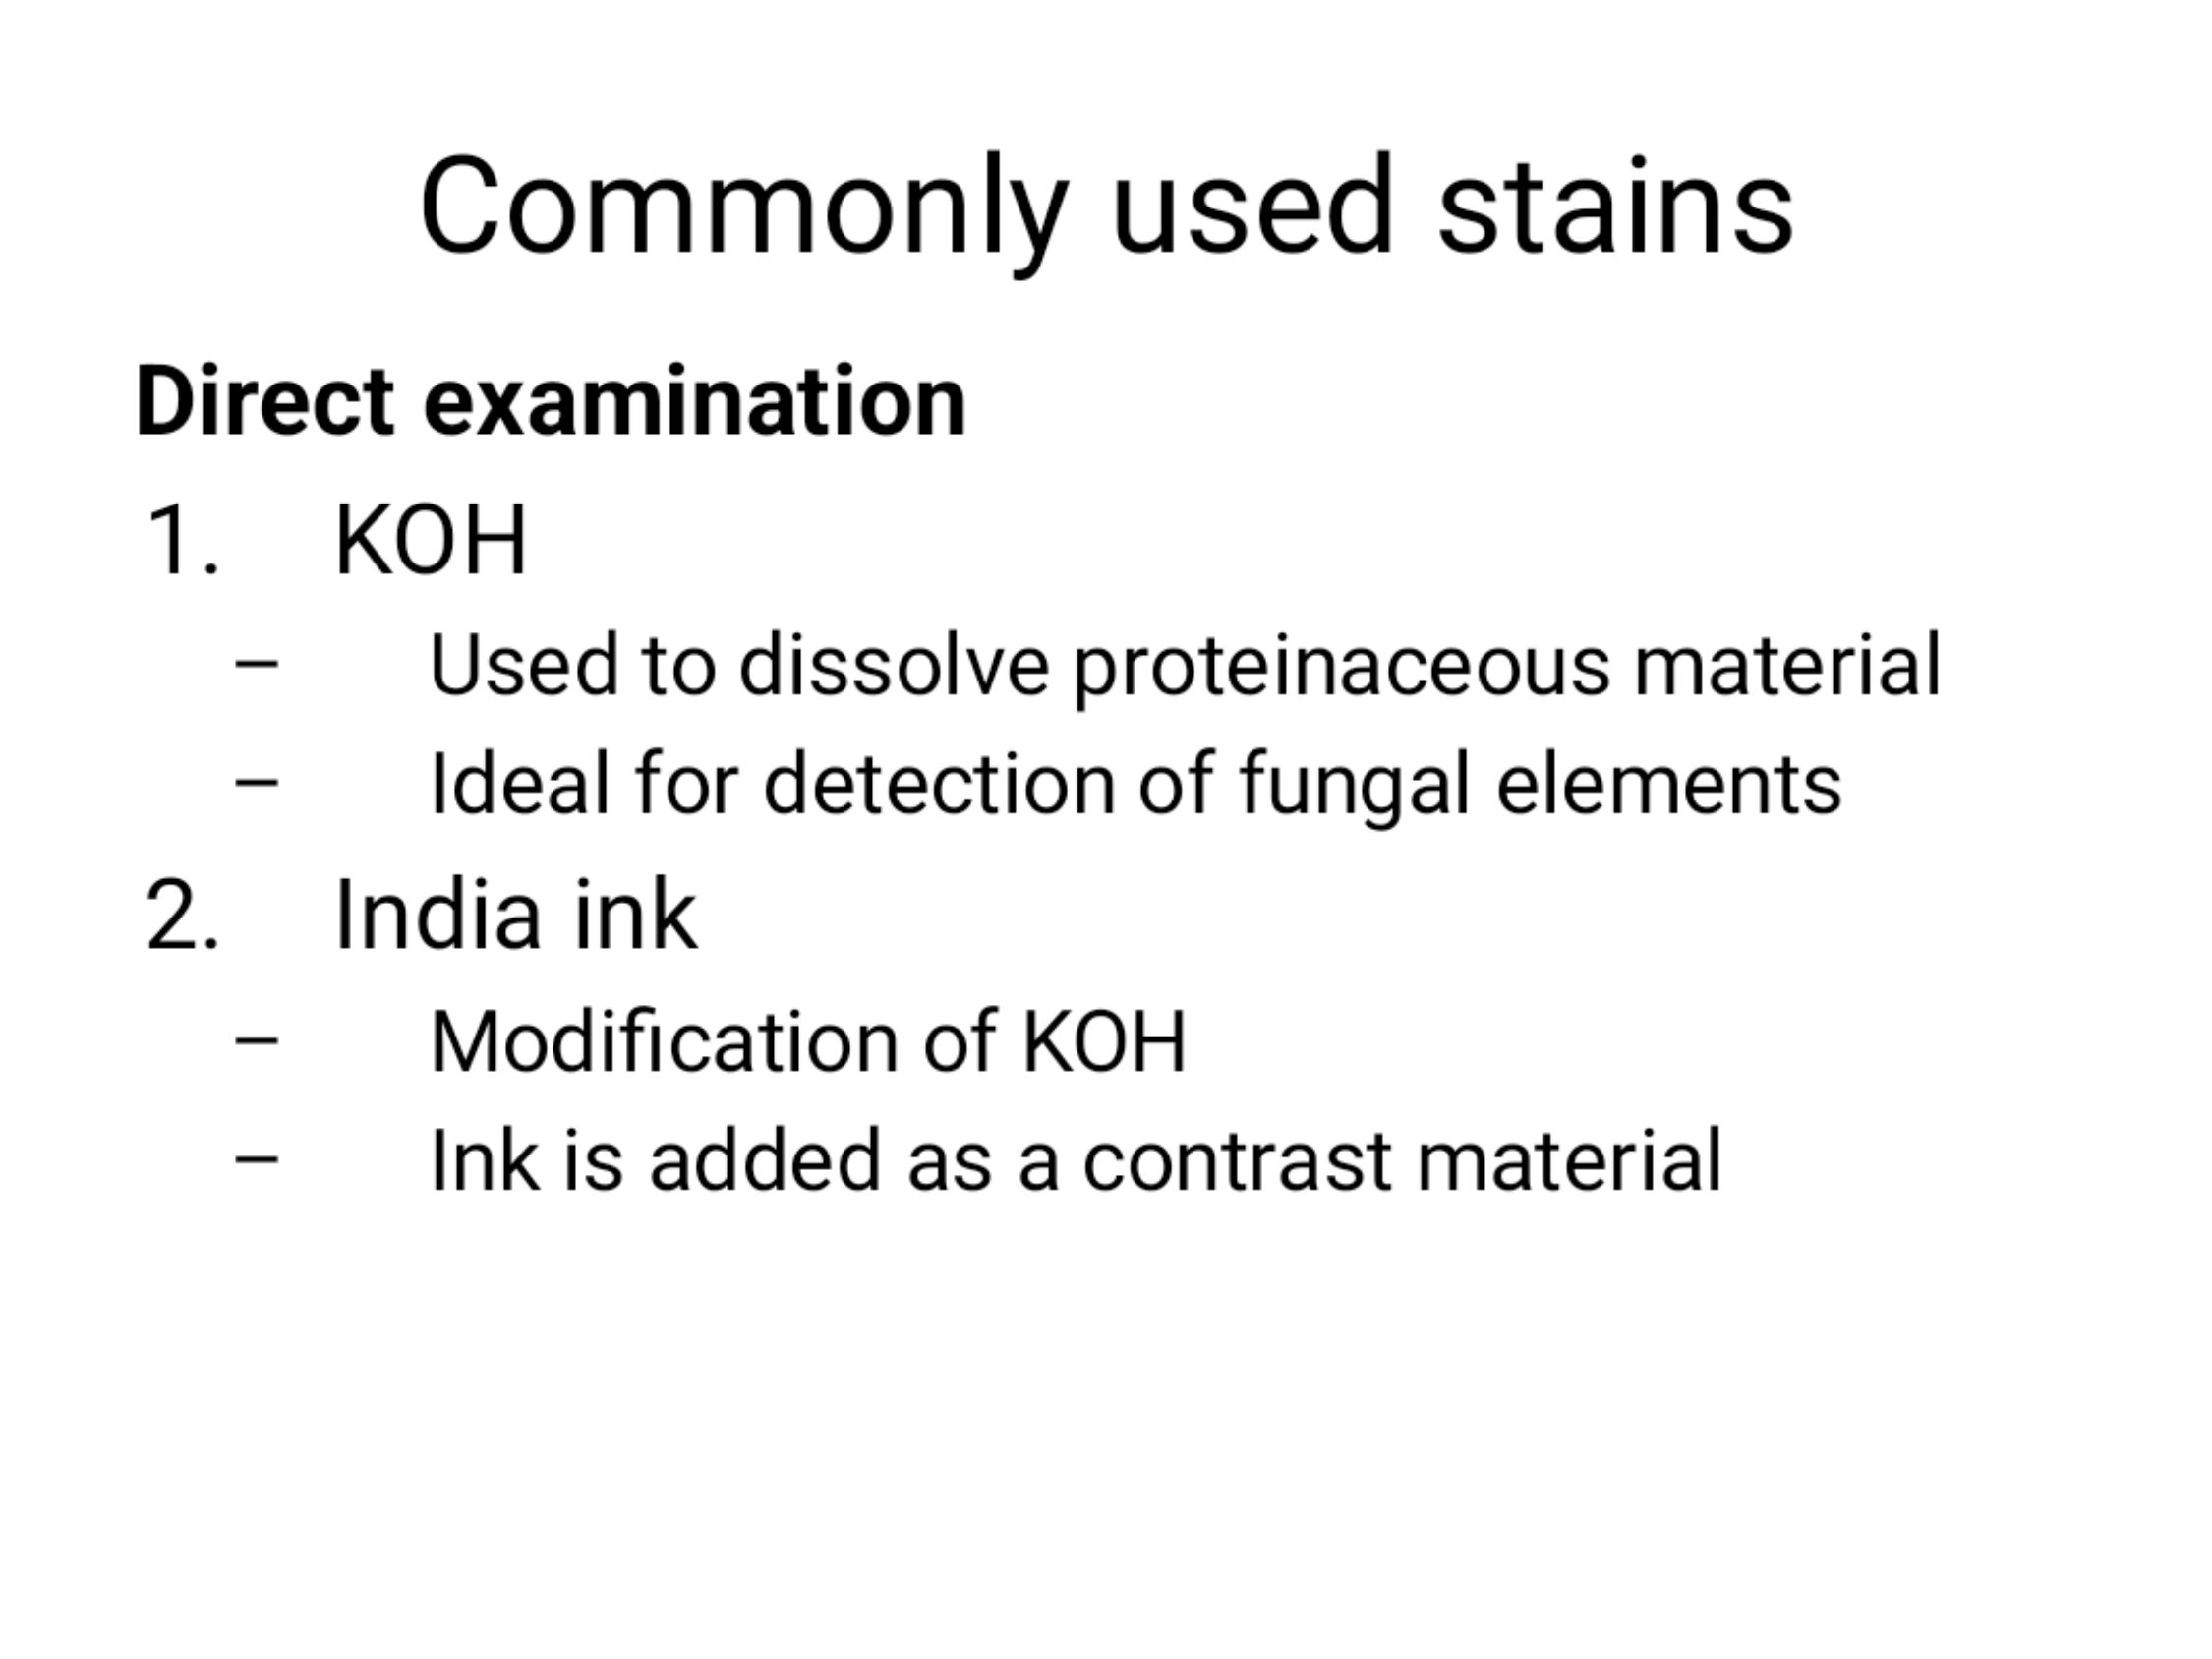 Commonly used stains
Direct examination
1. KOH
– Used to dissolve proteinaceous material
– Ideal for detection of fungal elements
2. India ink
– Modification of KOH
– Ink is added as a contrast material